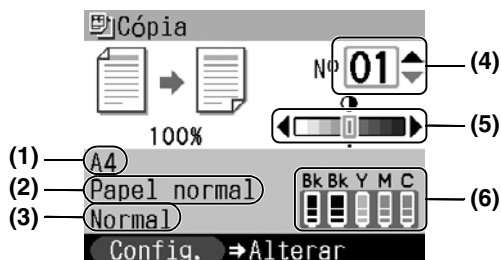 Cópia
Nº 01 (4)
(5)
100%
(1) A4
(2) Papel normal
(3) Normal
Bk Bk Y M C (6)
Config. ➔Alterar